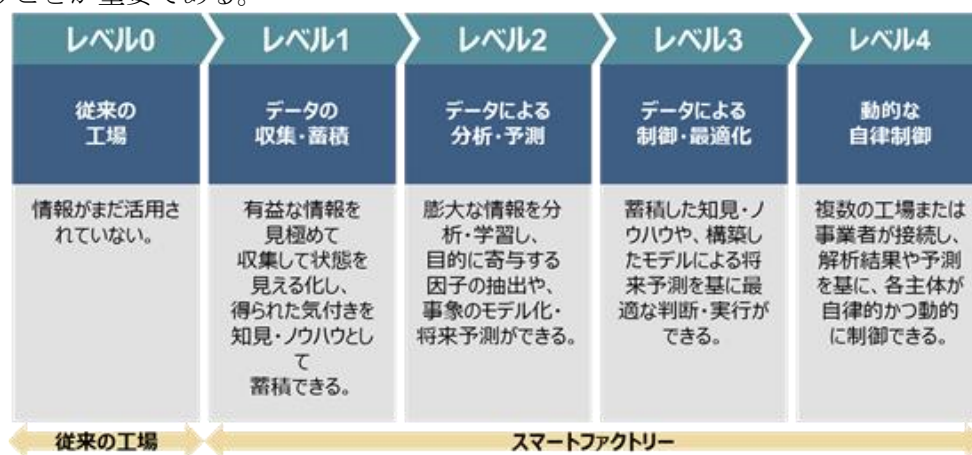 ことが重要である。
レベル0
レベル1
レベル2
レベル3
レベル4
従来の
工場
データの
収集・蓄積
データによる
分析・予測
データによる
制御・最適化
動的な
自律制御
情報がまだ活用さ
れていない。
有益な情報を
見極めて
収集して状態を
見える化し、
得られた気付きを
知見・ノウハウとし
て
蓄積できる。
膨大な情報を分
析・学習し、
目的に寄与する
因子の抽出や、
事象のモデル化・
将来予測ができる。
蓄積した知見・ノ
ウハウや、構築し
たモデルによる将
来予測を基に最
適な判断・実行が
できる。
複数の工場または
事業者が接続し、
解析結果や予測
を基に、各主体が
自律的かつ動的
に制御できる。
従来の工場
スマートファクトリー